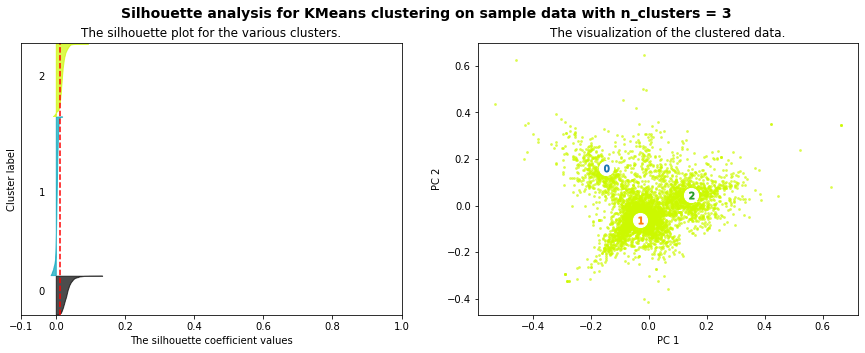 Silhouette analysis for KMeans clustering on sample data with n_clusters = 3
The silhouette plot for the various clusters.
Cluster label
2
1
0
−0.1 0.0 0.2 0.4 0.6 0.8 1.0
The silhouette coefficient values
The visualization of the clustered data.
PC 2
0.6
0.4
0.2
0.0
−0.2
−0.4
0
2
1
−0.4 −0.2 0.0 0.2 0.4 0.6
PC 1